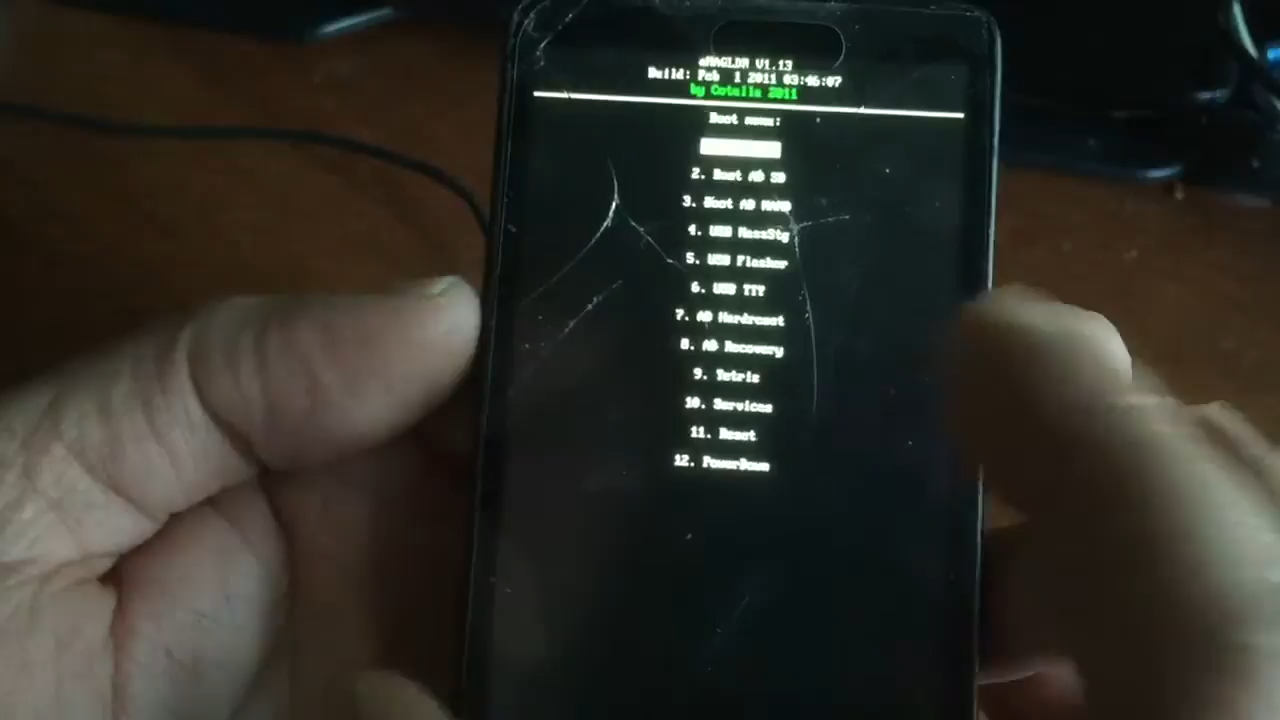 MAGLDR V1.13
Build: Feb 1 2011 03:46:07
by Cotulla 2011
Boot menu:
2. Boot AD SD
3. Boot AD NAND
4. USB MassStg
5. USB Flasher
6. USB TTY
7. AD Hardreset
8. AD Recovery
9. Tetris
10. Services
11. Reset
12. PowerDown